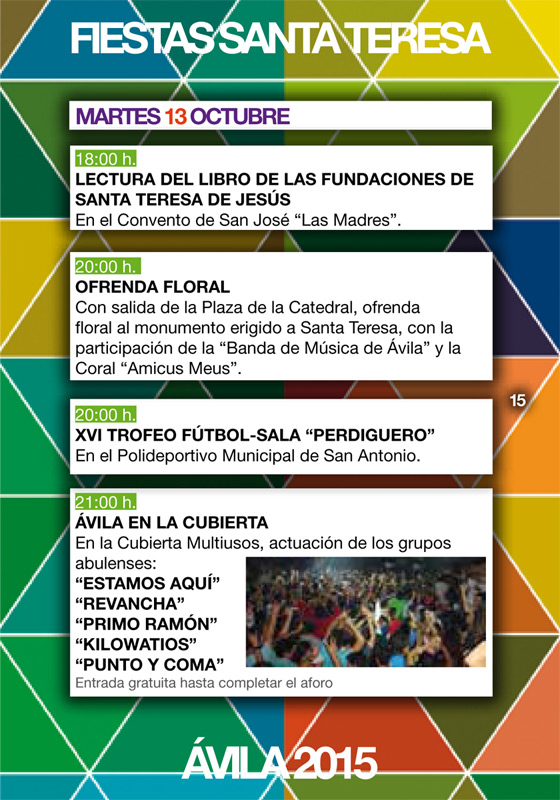 FIESTAS SANTA TERESA
MARTES 13 OCTUBRE
18:00 h.
LECTURA DEL LIBRO DE LAS FUNDACIONES DE
SANTA TERESA DE JESÚS
En el Convento de San José “Las Madres”.
20:00 h.
OFRENDA FLORAL
Con salida de la Plaza de la Catedral, ofrenda
floral al monumento erigido a Santa Teresa, con la
participación de la “Banda de Música de Ávila” y la
Coral “Amicus Meus”.
15
20:00 h.
XVI TROFEO FÚTBOL-SALA “PERDIGUERO”
En el Polideportivo Municipal de San Antonio.
21:00 h.
ÁVILA EN LA CUBIERTA
En la Cubierta Multiusos, actuación de los grupos
abulenses:
“ESTAMOS AQUÍ”
“REVANCHA”
“PRIMO RAMÓN”
“KILOWATIOS”
“PUNTO Y COMA”
Entrada gratuita hasta completar el aforo
ÁVILA 2015